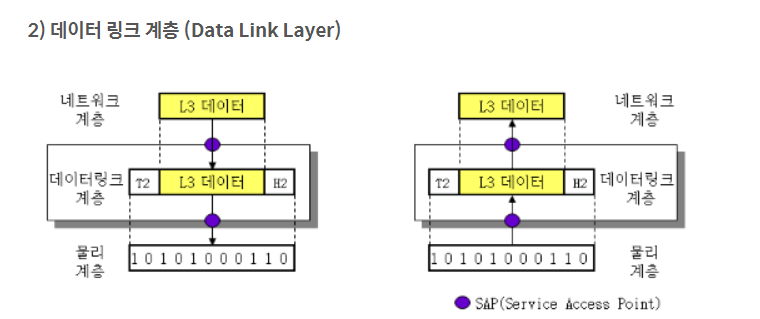 2) 데이터 링크 계층 (Data Link Layer)
네트워크
계층
L3 데이터
L3 데이터
네트워크
계층
데이터링크
계층
T2
L3 데이터
H2
T2
L3 데이터
H2
데이터링크
계층
물리
계층
1 0 1 0 1 0 0 0 1 1 0
1 0 1 0 1 0 0 0 1 1 0
물리
계층
SAP(Service Access Point)